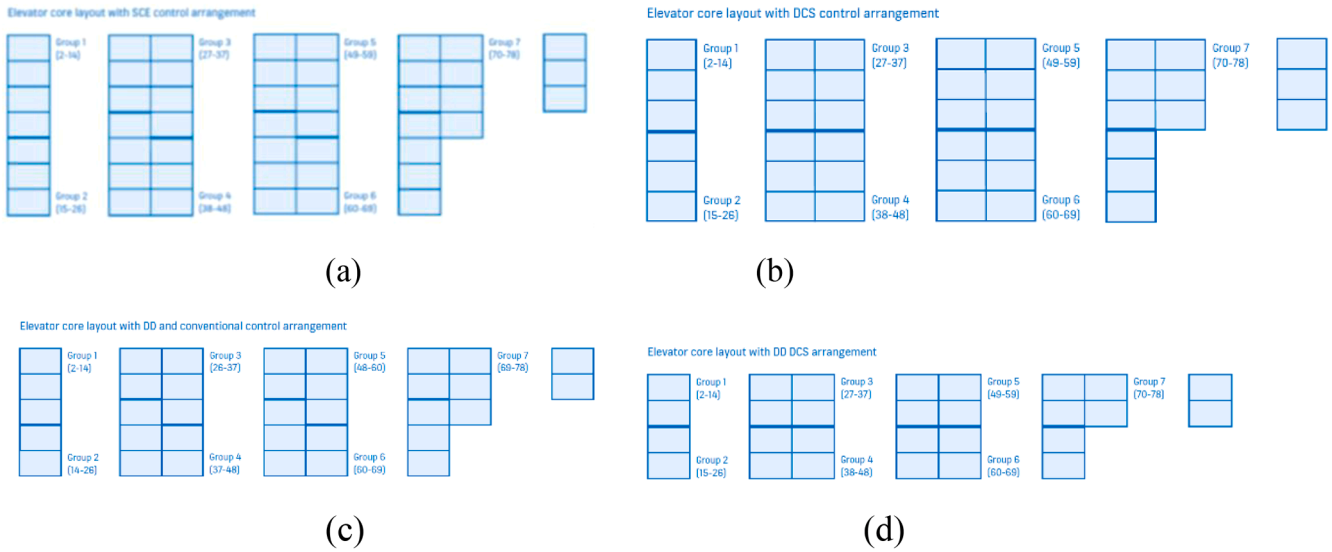 Elevator core layout with SCE control arrangement
Group 1
(2-14)
Group 3
(27-37)
Group 5
(49-59)
Group 7
(70-78)
Group 2
(15-26)
Group 4
(38-48)
Group 6
(60-69)
(a)
Elevator core layout with DCS control arrangement
Group 1
(2-14)
Group 3
(27-37)
Group 5
(49-59)
Group 7
(70-78)
Group 2
(15-26)
Group 4
(38-48)
Group 6
(60-69)
(b)
Elevator core layout with DD and conventional control arrangement
Group 1
(2-14)
Group 3
(26-37)
Group 5
(48-60)
Group 7
(69-78)
Group 2
(14-26)
Group 4
(37-48)
Group 6
(60-69)
(c)
Elevator core layout with DD DCS arrangement
Group 1
(2-14)
Group 3
(27-37)
Group 5
(49-59)
Group 7
(70-78)
Group 2
(15-26)
Group 4
(38-48)
Group 6
(60-69)
(d)